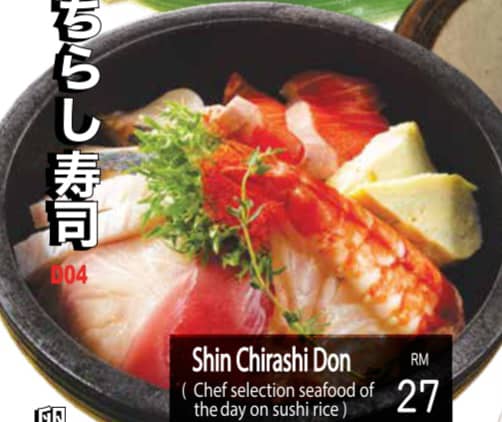 ちらし寿司
D04
Shin Chirashi Don
RM
( Chef selection seafood of
the day on sushi rice )
27